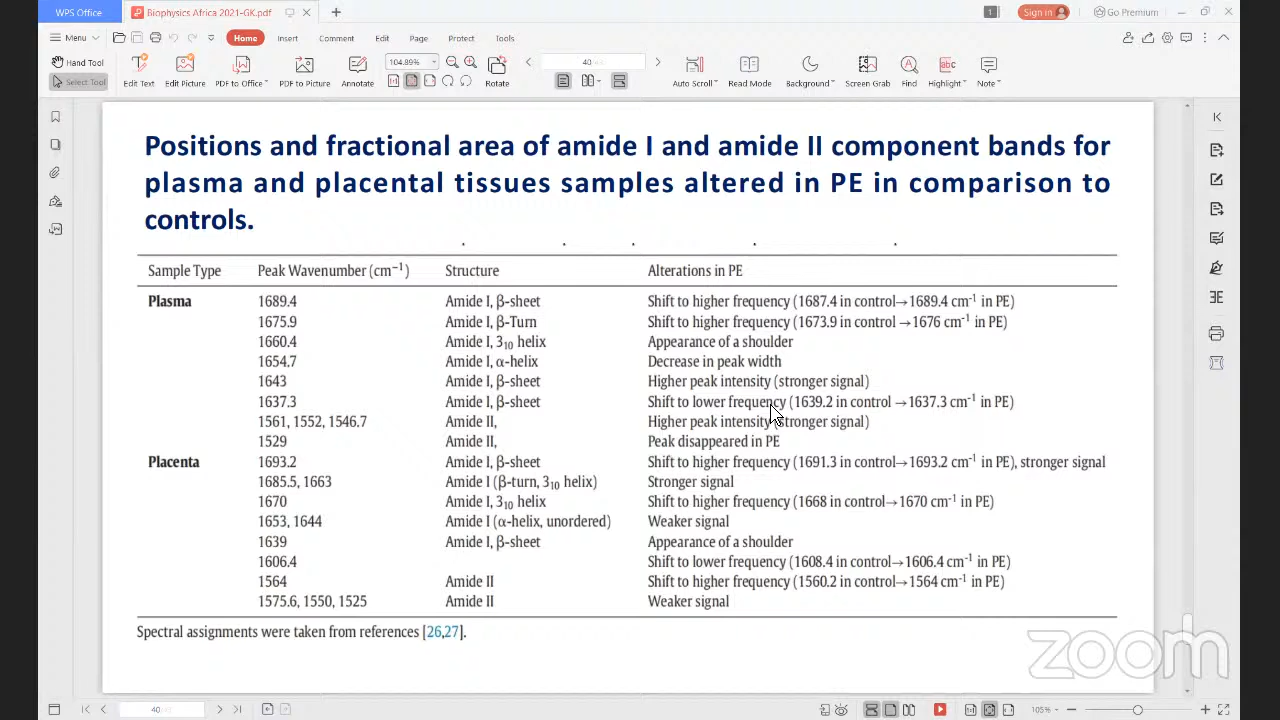 WPS Office Biophysics Africa 2021-GK.pdf + 1 Sign in Go Premium
Menu Home Insert Comment Edit Page Protect Tools
Hand Tool 104.89% 40
Select Tool Edit Text Edit Picture PDF to Office PDF to Picture Annotate Rotate Auto Scroll Read Mode Background Screen Grab Find Highlight Note
Positions and fractional area of amide I and amide II component bands for
plasma and placental tissues samples altered in PE in comparison to
controls.
Sample Type Peak Wavenumber (cm⁻¹) Structure Alterations in PE
Plasma 1689.4 Amide I, β-sheet Shift to higher frequency (1687.4 in control→1689.4 cm⁻¹ in PE)
1675.9 Amide I, β-Turn Shift to higher frequency (1673.9 in control →1676 cm⁻¹ in PE)
1660.4 Amide I, 3₁₀ helix Appearance of a shoulder
1654.7 Amide I, α-helix Decrease in peak width
1643 Amide I, β-sheet Higher peak intensity (stronger signal)
1637.3 Amide I, β-sheet Shift to lower frequency (1639.2 in control →1637.3 cm⁻¹ in PE)
1561, 1552, 1546.7 Amide II, Higher peak intensity (stronger signal)
1529 Amide II, Peak disappeared in PE
Placenta 1693.2 Amide I, β-sheet Shift to higher frequency (1691.3 in control→1693.2 cm⁻¹ in PE), stronger signal
1685.5, 1663 Amide I (β-turn, 3₁₀ helix) Stronger signal
1670 Amide I, 3₁₀ helix Shift to higher frequency (1668 in control→1670 cm⁻¹ in PE)
1653, 1644 Amide I (α-helix, unordered) Weaker signal
1639 Amide I, β-sheet Appearance of a shoulder
1606.4 Shift to lower frequency (1608.4 in control→1606.4 cm⁻¹ in PE)
1564 Amide II Shift to higher frequency (1560.2 in control→1564 cm⁻¹ in PE)
1575.6, 1550, 1525 Amide II Weaker signal
Spectral assignments were taken from references [26,27].
zoom
40 105%